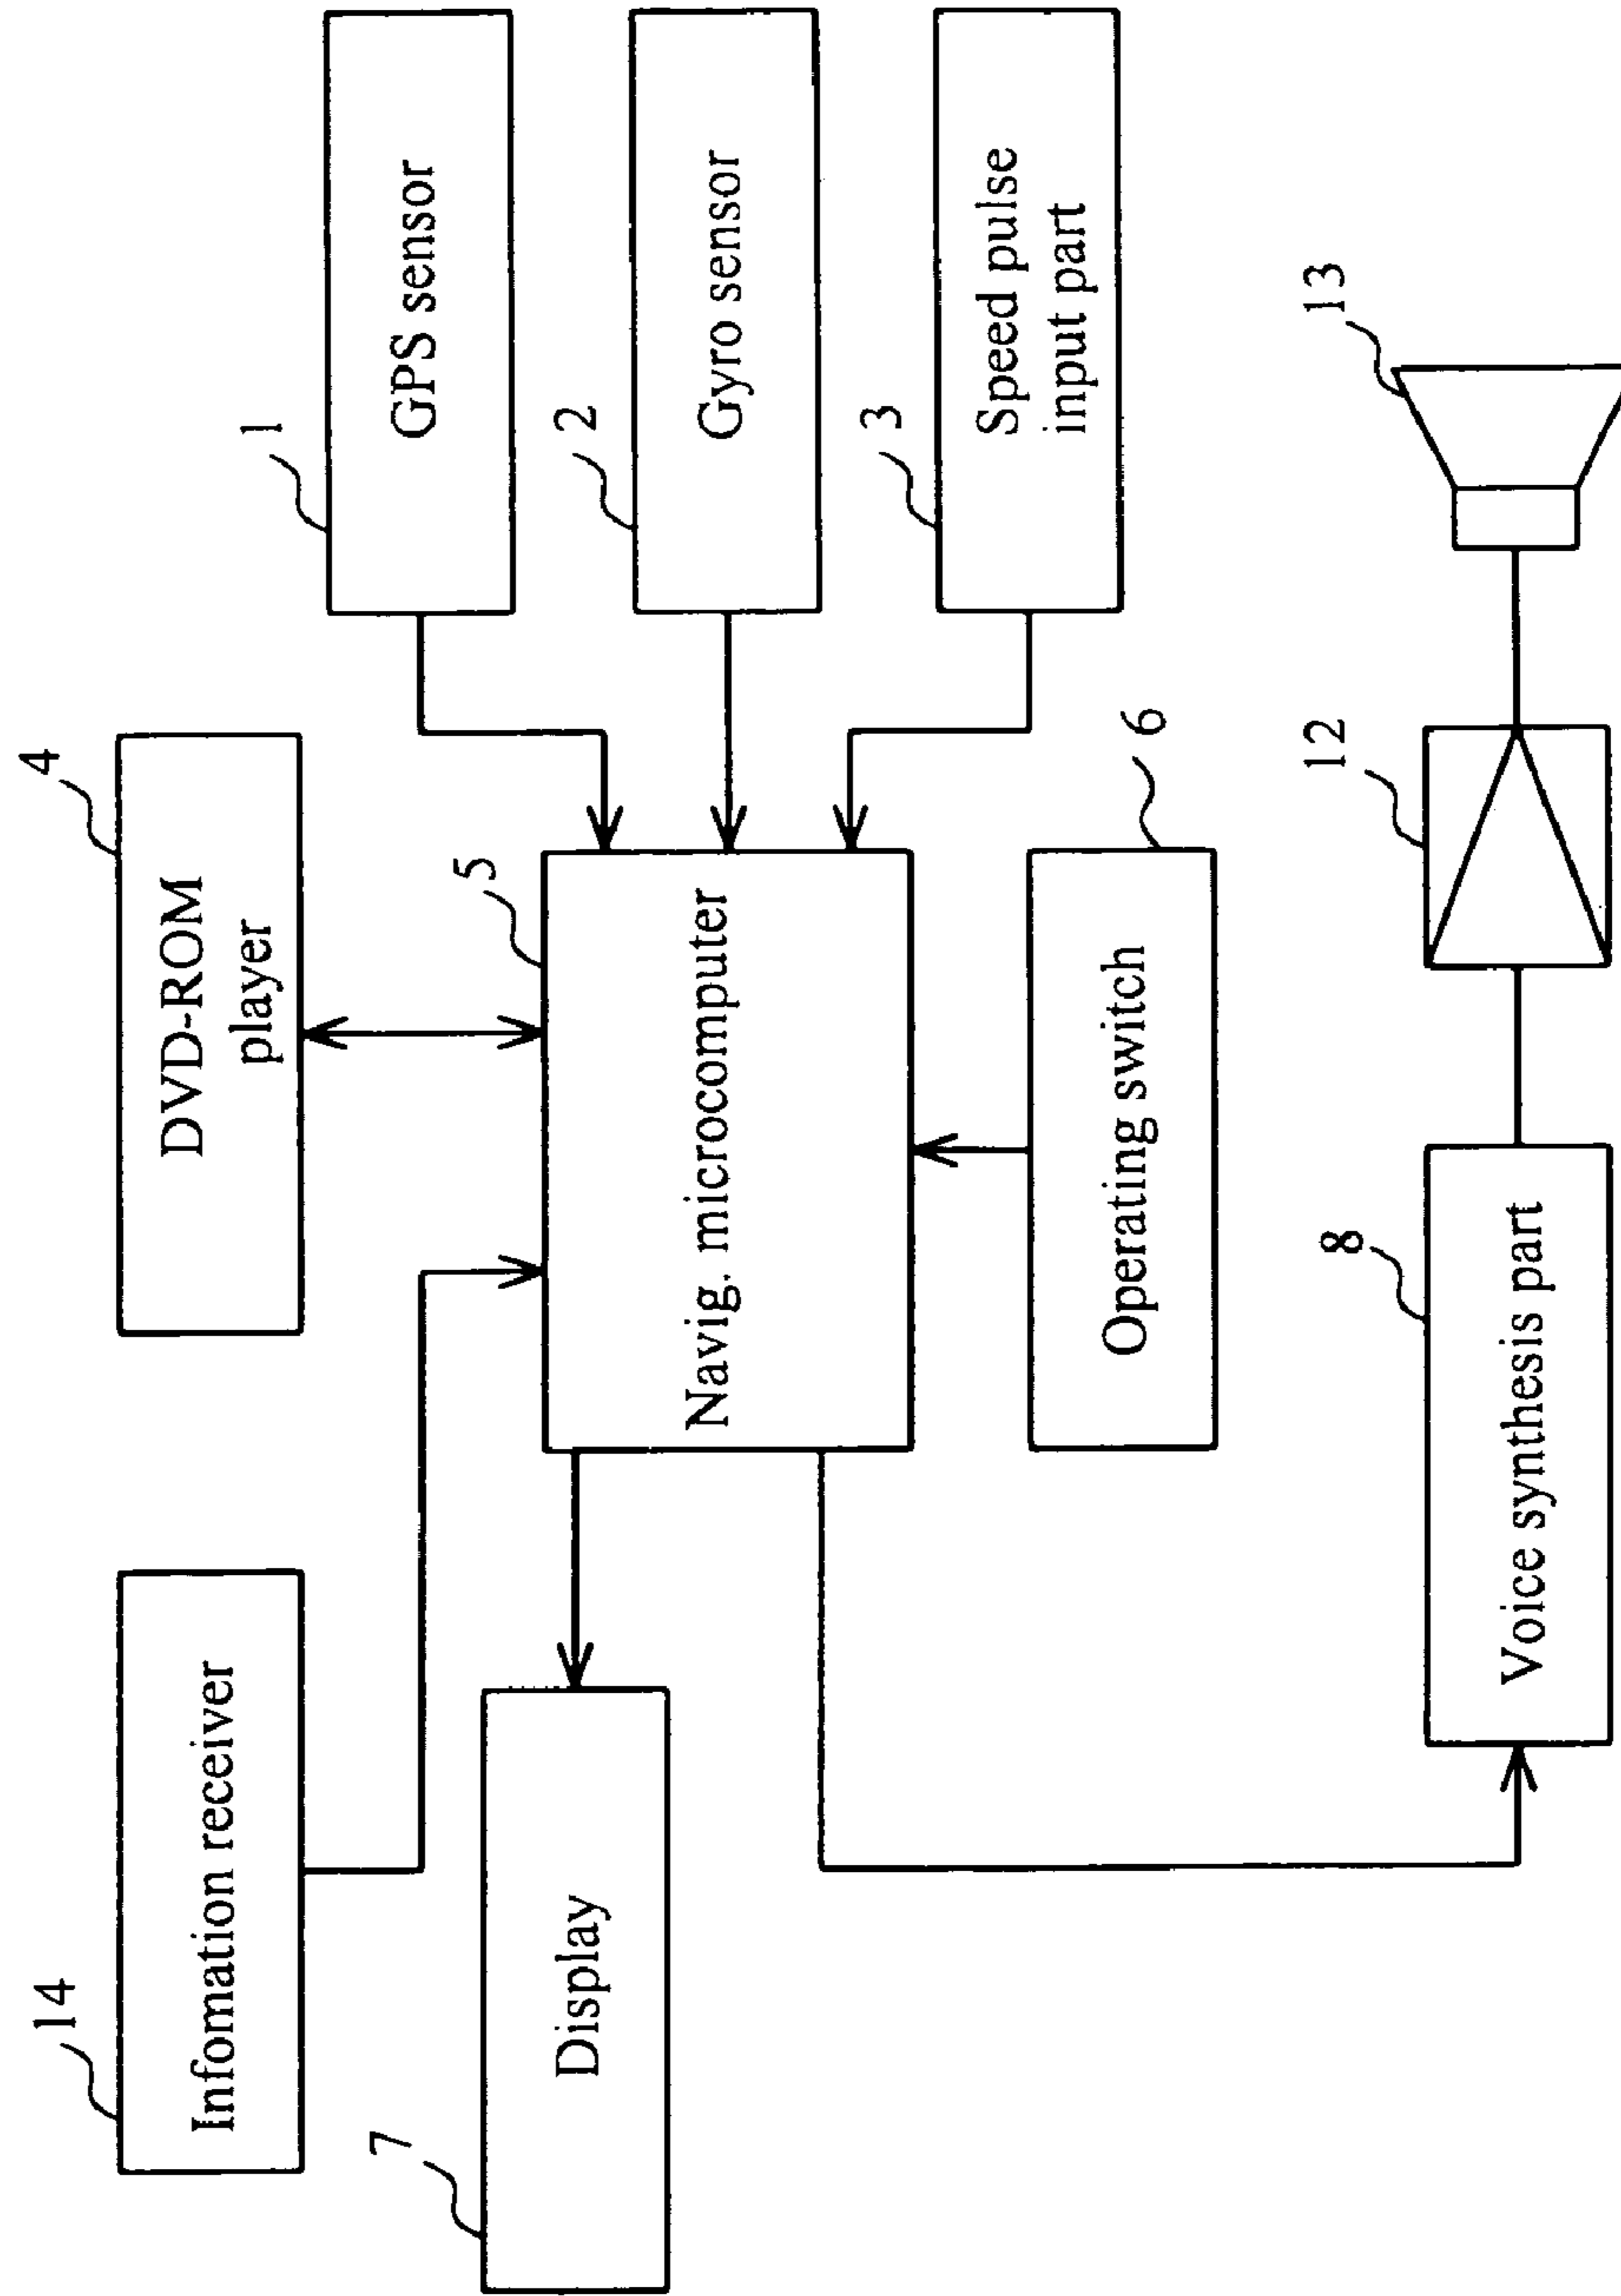 14
Infomation receiver
4
DVD-ROM
player
1
GPS sensor
7
Display
5
Navig. microcomputer
2
Gyro sensor
3
Speed pulse
input part
6
Operating switch
8
Voice synthesis part
12
13